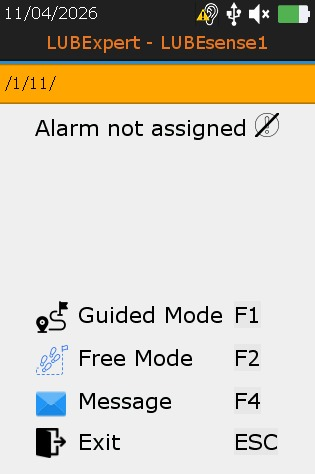 11/04/2026
LUBExpert - LUBEsense1
/1/11/
Alarm not assigned
Guided Mode F1
Free Mode F2
Message F4
Exit ESC